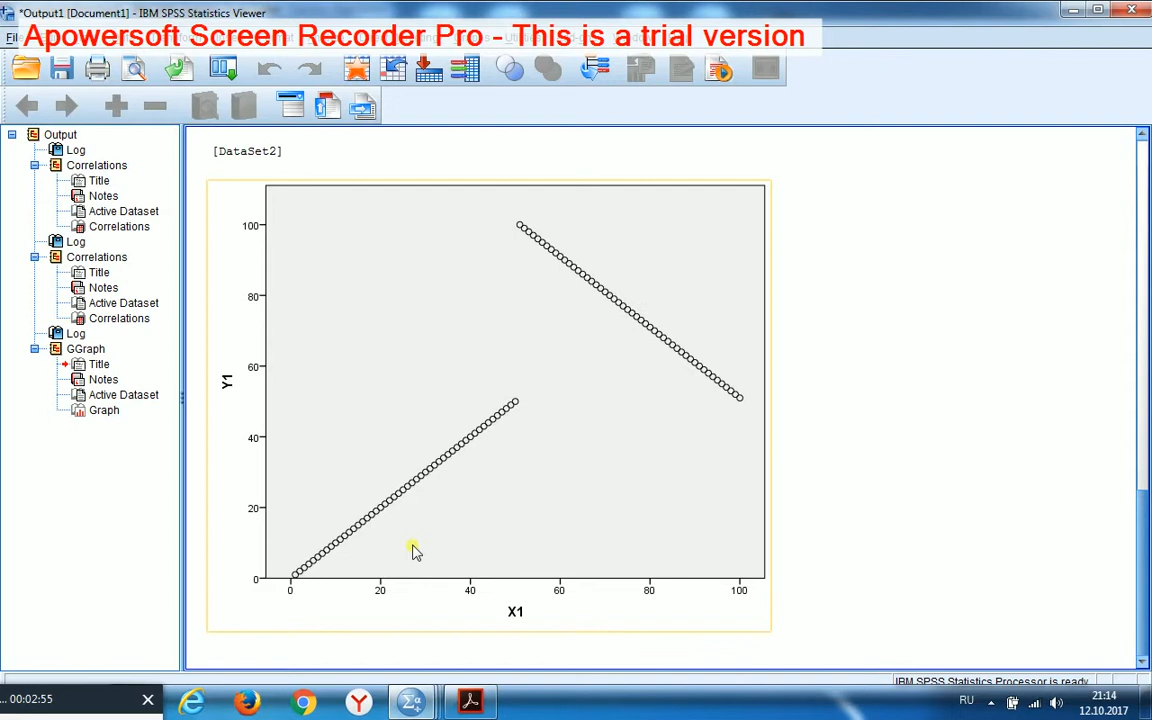 *Output1 [Document1] - IBM SPSS Statistics Viewer
Apowersoft Screen Recorder Pro - This is a trial version
Output
Log
Correlations
Title
Notes
Active Dataset
Correlations
Log
Correlations
Title
Notes
Active Dataset
Correlations
Log
GGraph
Title
Notes
Active Dataset
Graph
[DataSet2]
100
80
60
40
20
0
Y1
0 20 40 60 80 100
X1
IBM SPSS Statistics Processor is ready
... 00:02:55
RU
21:14
12.10.2017